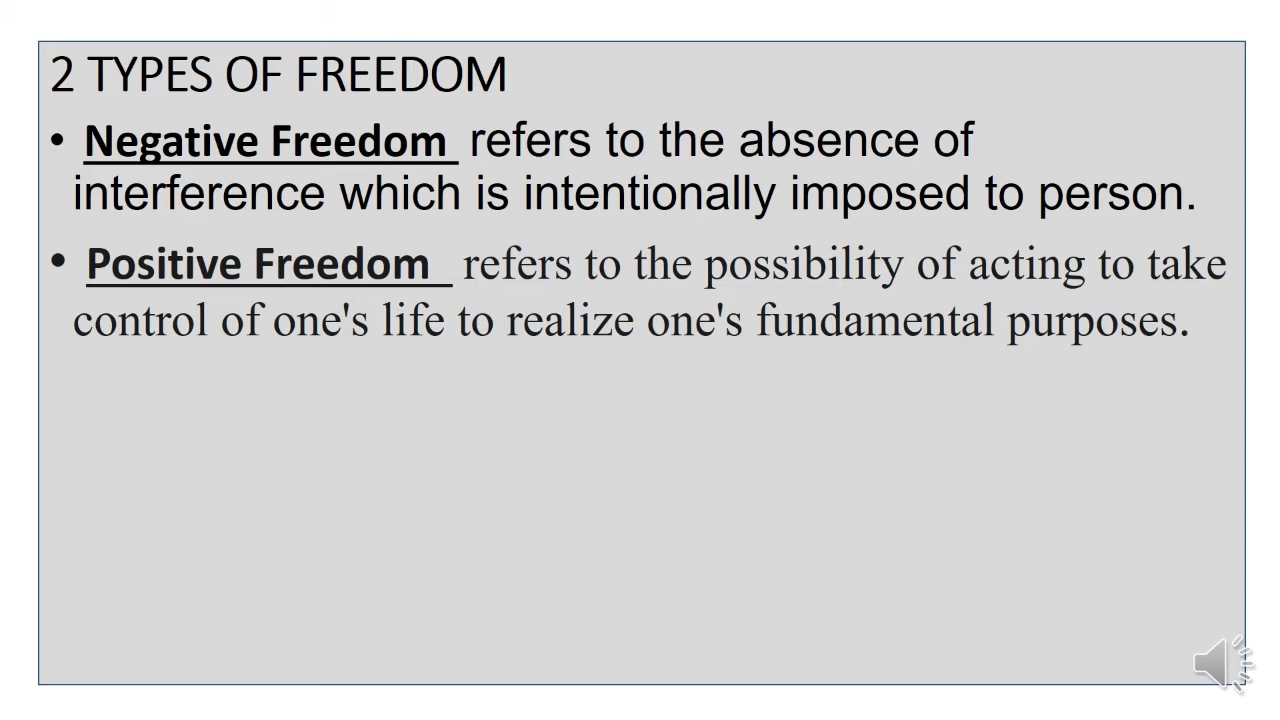 2 TYPES OF FREEDOM
• Negative Freedom refers to the absence of
interference which is intentionally imposed to person.
• Positive Freedom refers to the possibility of acting to take
control of one's life to realize one's fundamental purposes.